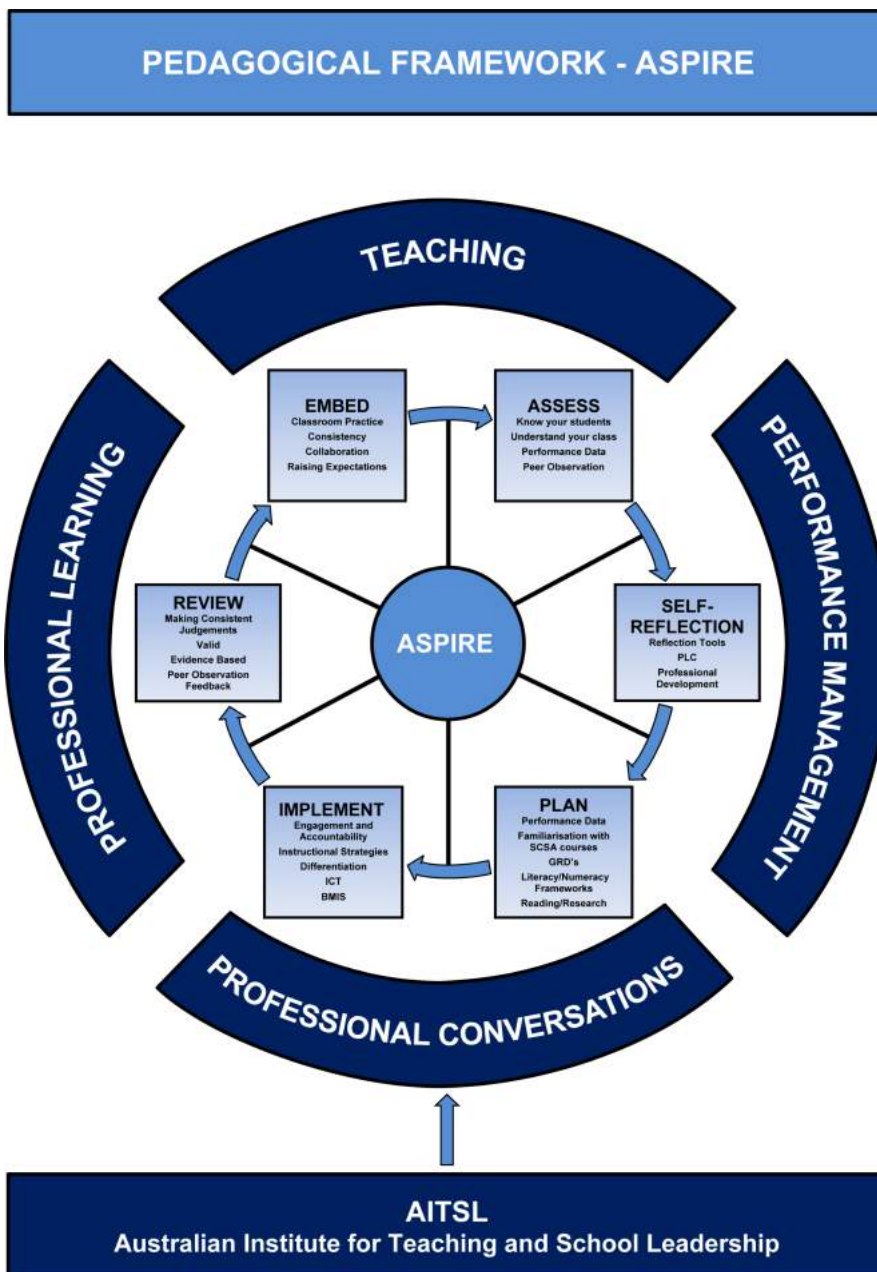 PEDAGOGICAL FRAMEWORK - ASPIRE
TEACHING
PERFORMANCE MANAGEMENT
PROFESSIONAL CONVERSATIONS
PROFESSIONAL LEARNING
ASPIRE
ASSESS
Know your students
Understand your class
Performance Data
Peer Observation
SELF-
REFLECTION
Reflection Tools
PLC
Professional
Development
PLAN
Performance Data
Familiarisation with
SCSA courses
GRD's
Literacy/Numeracy
Frameworks
Reading/Research
IMPLEMENT
Engagement and
Accountability
Instructional Strategies
Differentiation
ICT
BMIS
REVIEW
Making Consistent
Judgements
Valid
Evidence Based
Peer Observation
Feedback
EMBED
Classroom Practice
Consistency
Collaboration
Raising Expectations
AITSL
Australian Institute for Teaching and School Leadership